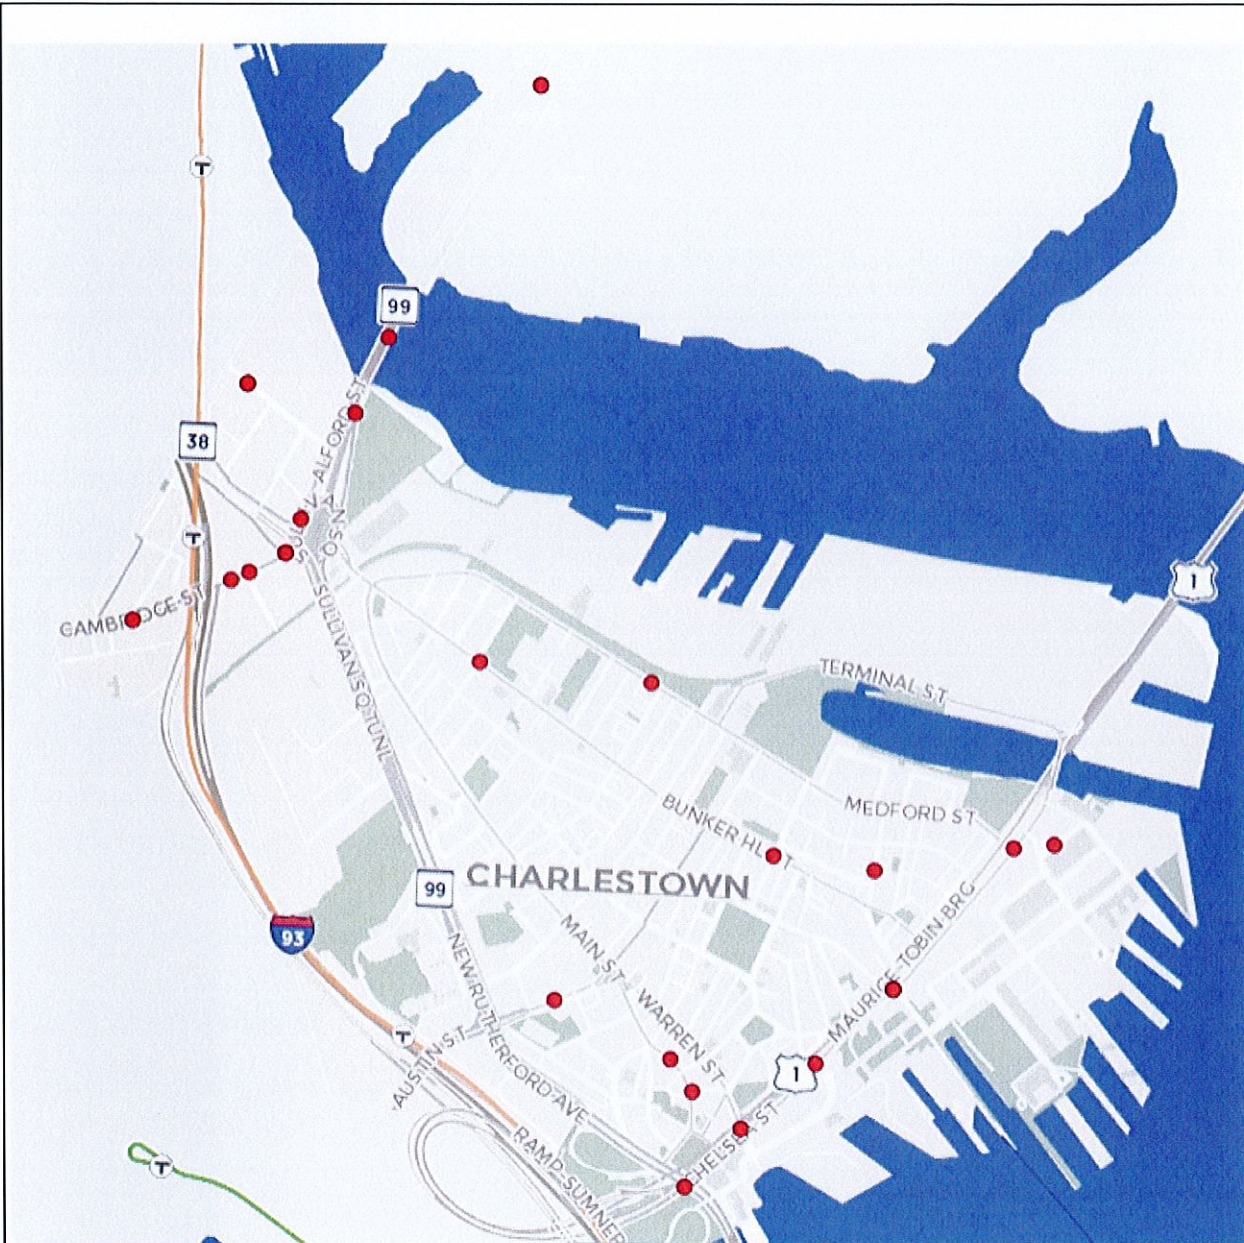 T
99
38
ALFORD ST
T
CAMBRIDGE ST
SULLIVAN SQ TUNL
1
TERMINAL ST
MEDFORD ST
BUNKER HL ST
CHARLESTOWN
99
93
MAIN ST
NEW RUTHERFORD AVE
WARREN ST
MAURICE-TOBIN BRG
T
AUSTIN ST
1
CHELSEA ST
RAMP-SUMNER
T